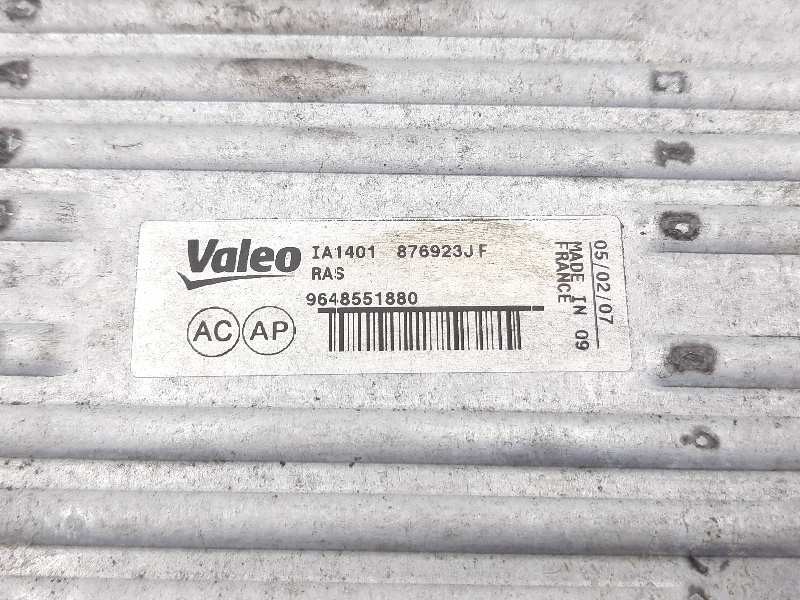 Valeo IA1401 876923JF
RAS
9648551880
AC AP
MADE IN 09
FRANCE
05/02/07